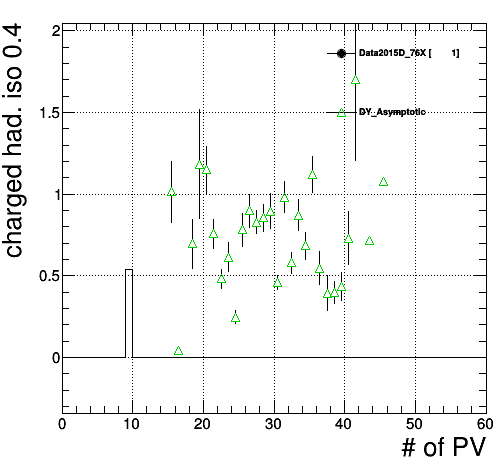 charged had. iso 0.4
2
1.5
1
0.5
0
Data2015D_76X [ 1]
DY_Asymptotic
0 10 20 30 40 50 60
# of PV